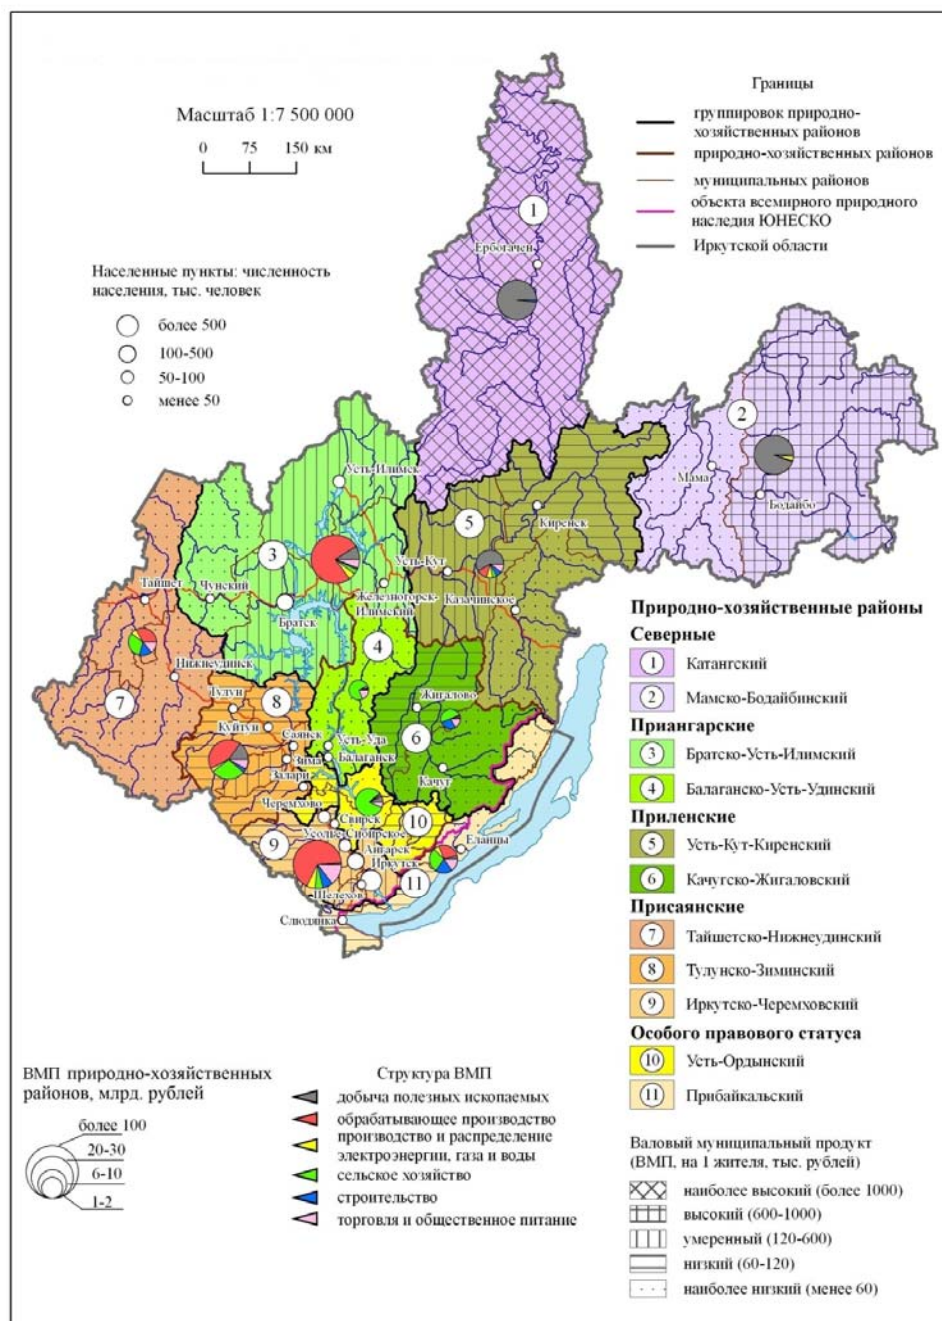 Масштаб 1:7 500 000
0 75 150 км
Границы
группировок природно-
хозяйственных районов
природно-хозяйственных районов
муниципальных районов
объекта всемирного природного
наследия ЮНЕСКО
Иркутской области
Населенные пункты: численность
населения, тыс. человек
более 500
100-500
50-100
менее 50
1
Ербогачен
2
Мама
Бодайбо
Усть-Илимск
3
5
Киренск
Усть-Кут
Казачинское
Тайшет
Чунский
Братск
Железногорск-
Илимский
4
Нижнеудинск
7
Тулун
8
Куйтун
Саянск
Зима
Залари
Усть-Уда
Балаганск
Жигалово
6
Качуг
Черемхово
Свирск
10
Усолье-Сибирское
9
Ангарск
Иркутск
Еланцы
11
Шелехов
Слюдянка
Природно-хозяйственные районы
Северные
1 Катангский
2 Мамско-Бодайбинский
Приангарские
3 Братско-Усть-Илимский
4 Балаганско-Усть-Удинский
Приленские
5 Усть-Кут-Киренский
6 Качугско-Жигаловский
Присаянские
7 Тайшетско-Нижнеудинский
8 Тулунско-Зиминский
9 Иркутско-Черемховский
Особого правового статуса
10 Усть-Ордынский
11 Прибайкальский
ВМП природно-хозяйственных
районов, млрд. рублей
более 100
20-30
6-10
1-2
Структура ВМП
добыча полезных ископаемых
обрабатывающее производство
производство и распределение
электроэнергии, газа и воды
сельское хозяйство
строительство
торговля и общественное питание
Валовый муниципальный продукт
(ВМП, на 1 жителя, тыс. рублей)
наиболее высокий (более 1000)
высокий (600-1000)
умеренный (120-600)
низкий (60-120)
наиболее низкий (менее 60)